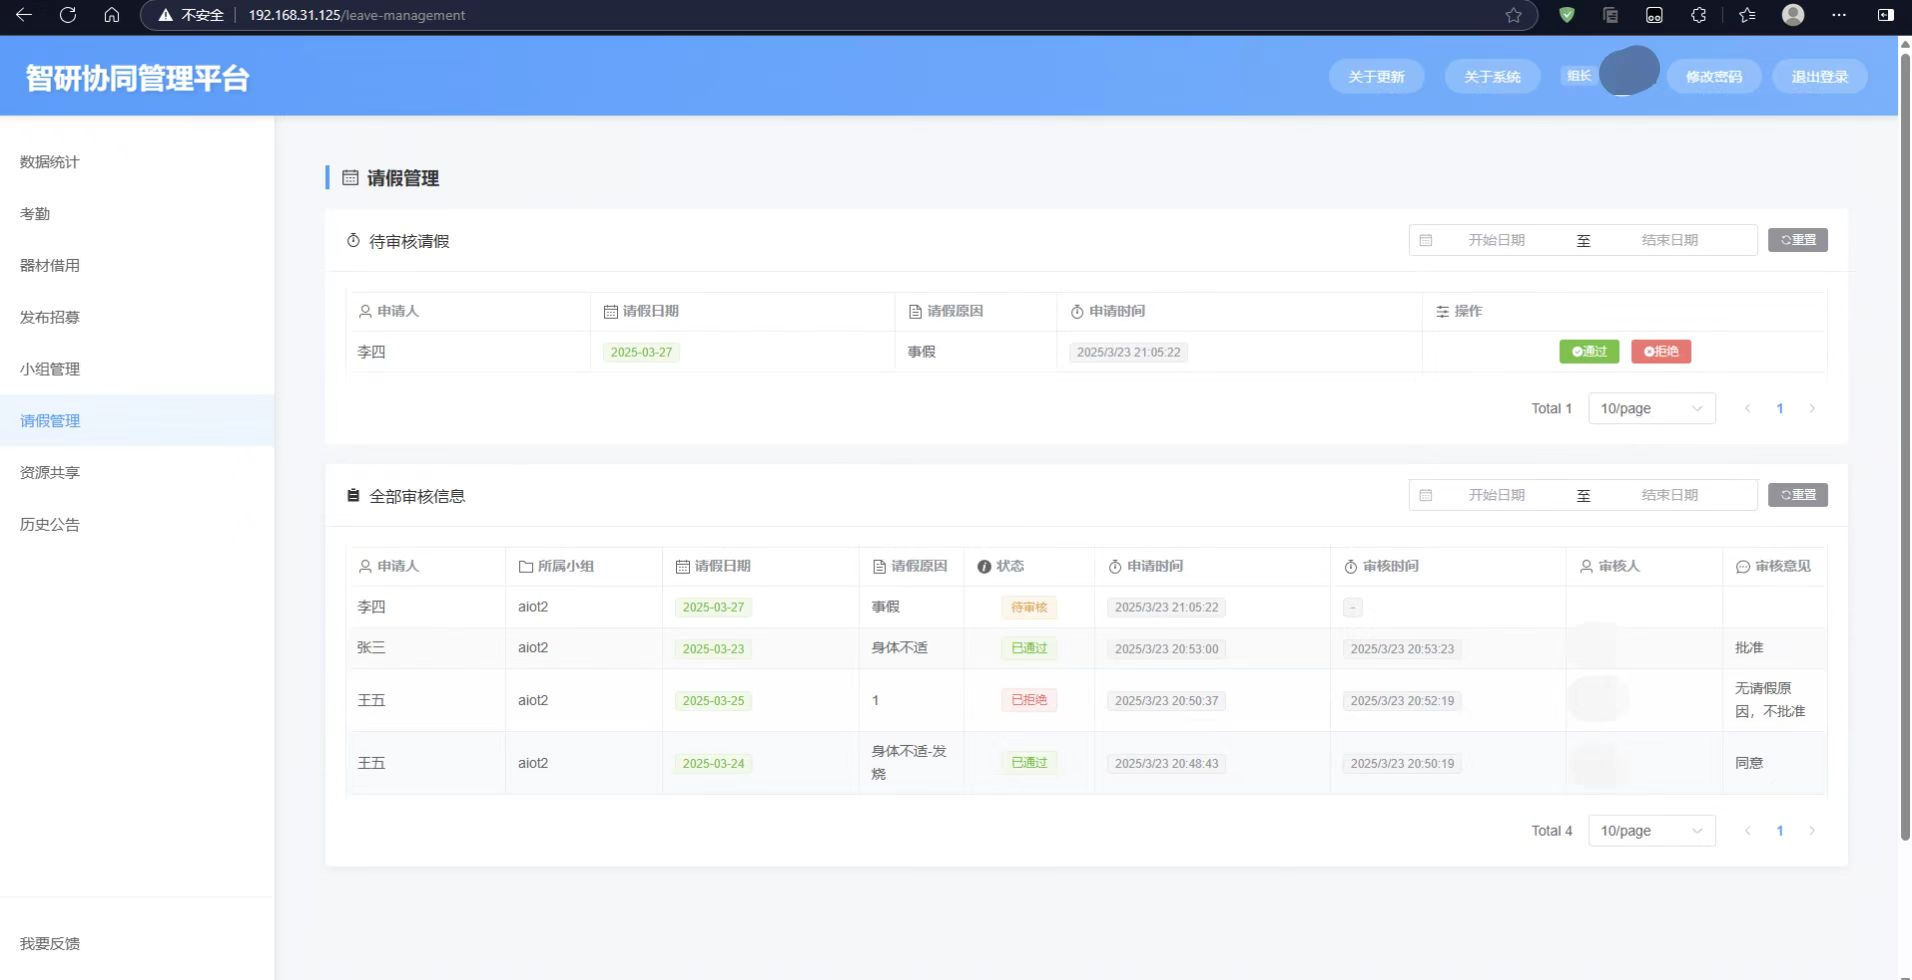 不安全 192.168.31.125/leave-management
智研协同管理平台
关于更新 关于系统 组长 修改密码 退出登录
数据统计
考勤
器材借用
发布招募
小组管理
请假管理
资源共享
历史公告
我要反馈
请假管理
待审核请假 开始日期 至 结束日期 重置
申请人 请假日期 请假原因 申请时间 操作
李四 2025-03-27 事假 2025/3/23 21:05:22 通过 拒绝
Total 1 10/page 1
全部审核信息 开始日期 至 结束日期 重置
申请人 所属小组 请假日期 请假原因 状态 申请时间 审核时间 审核人 审核意见
李四 aiot2 2025-03-27 事假 待审核 2025/3/23 21:05:22 -
张三 aiot2 2025-03-23 身体不适 已通过 2025/3/23 20:53:00 2025/3/23 20:53:23 批准
王五 aiot2 2025-03-25 1 已拒绝 2025/3/23 20:50:37 2025/3/23 20:52:19 无请假原
因，不批准
王五 aiot2 2025-03-24 身体不适-发
烧 已通过 2025/3/23 20:48:43 2025/3/23 20:50:19 同意
Total 4 10/page 1